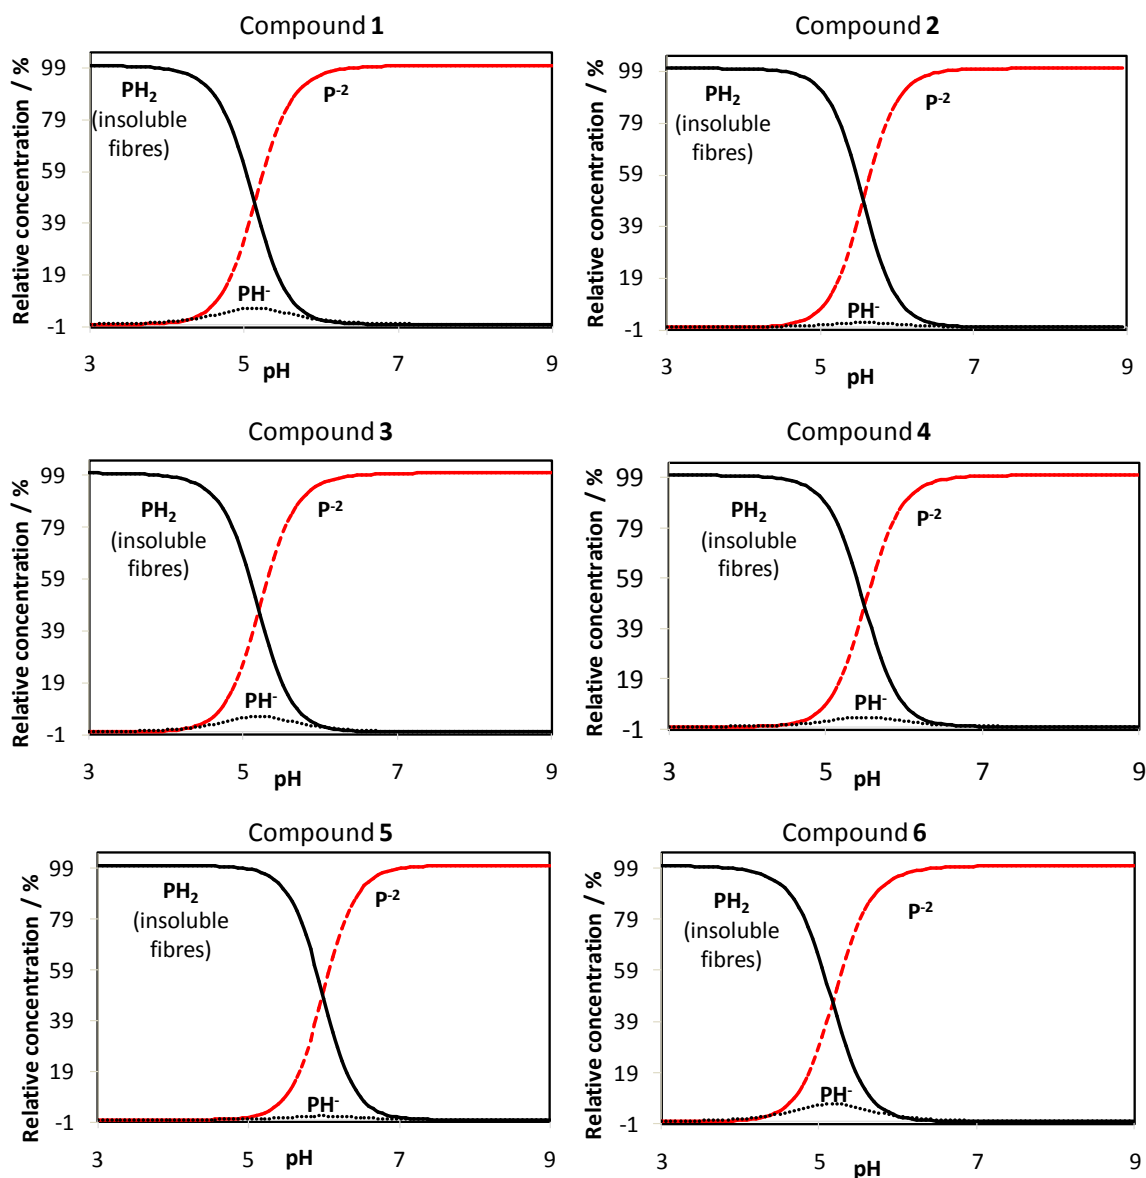 Compound 1
Relative concentration / %
99
79
59
39
19
-1
PH2
(insoluble
fibres)
P-2
PH-
3
5
7
9
pH
Compound 2
Relative concentration / %
99
79
59
39
19
-1
PH2
(insoluble
fibres)
P-2
PH-
3
5
7
9
pH
Compound 3
Relative concentration / %
99
79
59
39
19
-1
PH2
(insoluble
fibres)
P-2
PH-
3
5
7
9
pH
Compound 4
Relative concentration / %
99
79
59
39
19
-1
PH2
(insoluble
fibres)
P-2
PH-
3
5
7
9
pH
Compound 5
Relative concentration / %
99
79
59
39
19
-1
PH2
(insoluble
fibres)
P-2
PH-
3
5
7
9
pH
Compound 6
Relative concentration / %
99
79
59
39
19
-1
PH2
(insoluble
fibres)
P-2
PH-
3
5
7
9
pH